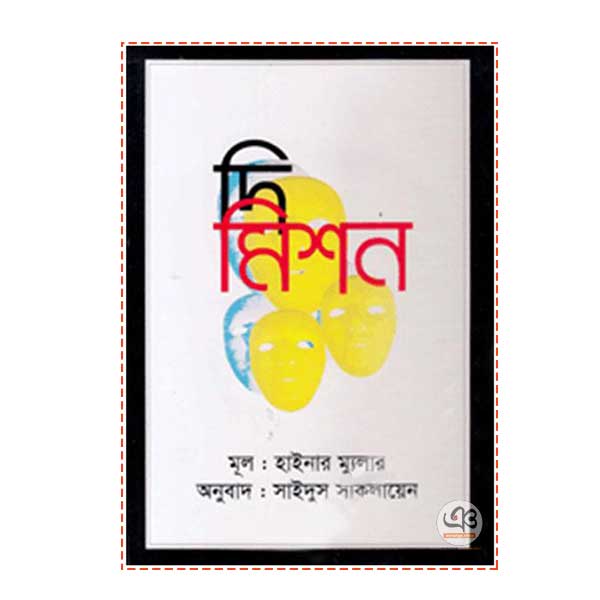 দি
মিশন
মূল : হাইনার ম্যুলার
অনুবাদ : সাইদুস সাকলায়েন